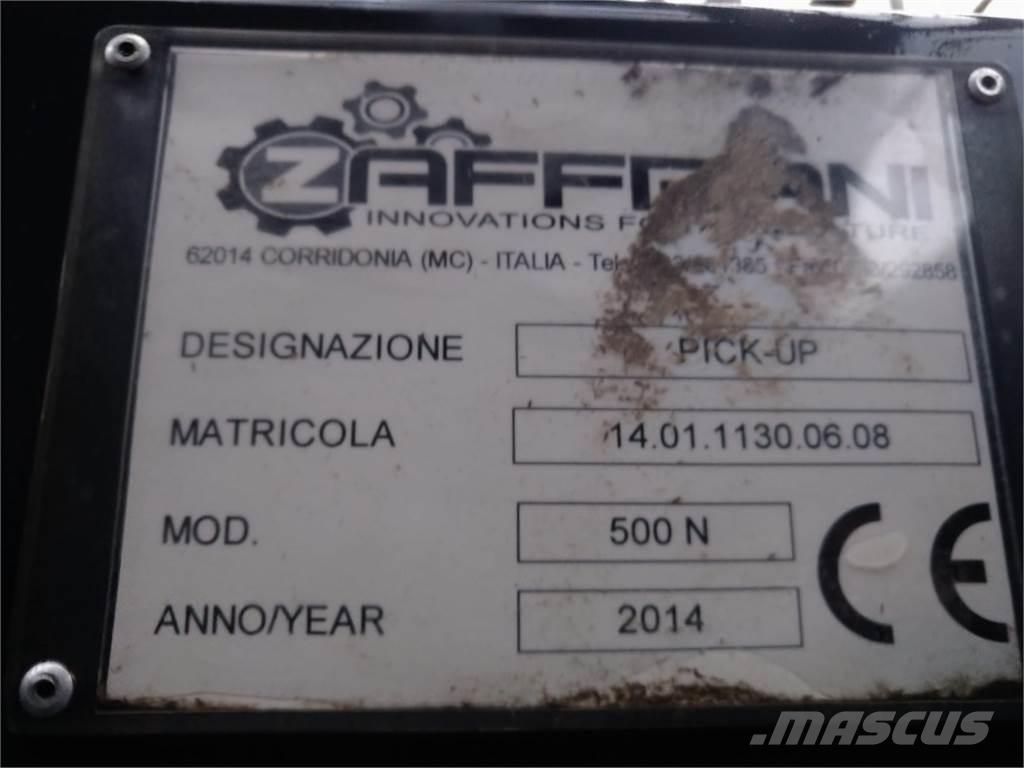 ZAFFRONI
INNOVATIONS
62014 CORRIDONIA (MC) - ITALIA - Tel
DESIGNAZIONE PICK-UP
MATRICOLA 14.01.1130.06.08
MOD. 500 N
ANNO/YEAR 2014
CE
MASCUS